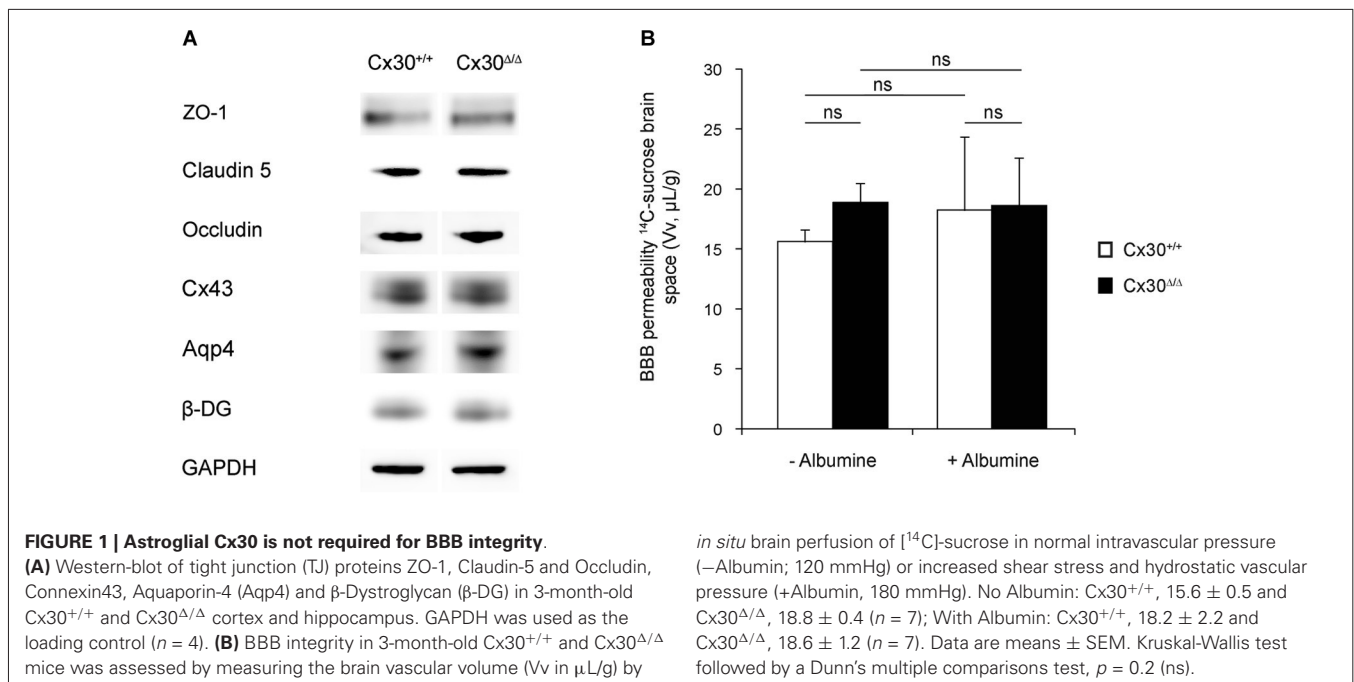 A
Cx30+/+ Cx30Δ/Δ
ZO-1
Claudin 5
Occludin
Cx43
Aqp4
β-DG
GAPDH
B
BBB permeability ¹⁴C-sucrose brain
space (Vv, µL/g)
30
25
20
15
10
5
0
ns
ns
ns
ns
- Albumine
+ Albumine
Cx30+/+
Cx30Δ/Δ
FIGURE 1 | Astroglial Cx30 is not required for BBB integrity.
(A) Western-blot of tight junction (TJ) proteins ZO-1, Claudin-5 and Occludin,
Connexin43, Aquaporin-4 (Aqp4) and β-Dystroglycan (β-DG) in 3-month-old
Cx30+/+ and Cx30Δ/Δ cortex and hippocampus. GAPDH was used as the
loading control (n = 4). (B) BBB integrity in 3-month-old Cx30+/+ and Cx30Δ/Δ
mice was assessed by measuring the brain vascular volume (Vv in µL/g) by
in situ brain perfusion of [¹⁴C]-sucrose in normal intravascular pressure
(−Albumin; 120 mmHg) or increased shear stress and hydrostatic vascular
pressure (+Albumin, 180 mmHg). No Albumin: Cx30+/+, 15.6 ± 0.5 and
Cx30Δ/Δ, 18.8 ± 0.4 (n = 7); With Albumin: Cx30+/+, 18.2 ± 2.2 and
Cx30Δ/Δ, 18.6 ± 1.2 (n = 7). Data are means ± SEM. Kruskal-Wallis test
followed by a Dunn's multiple comparisons test, p = 0.2 (ns).